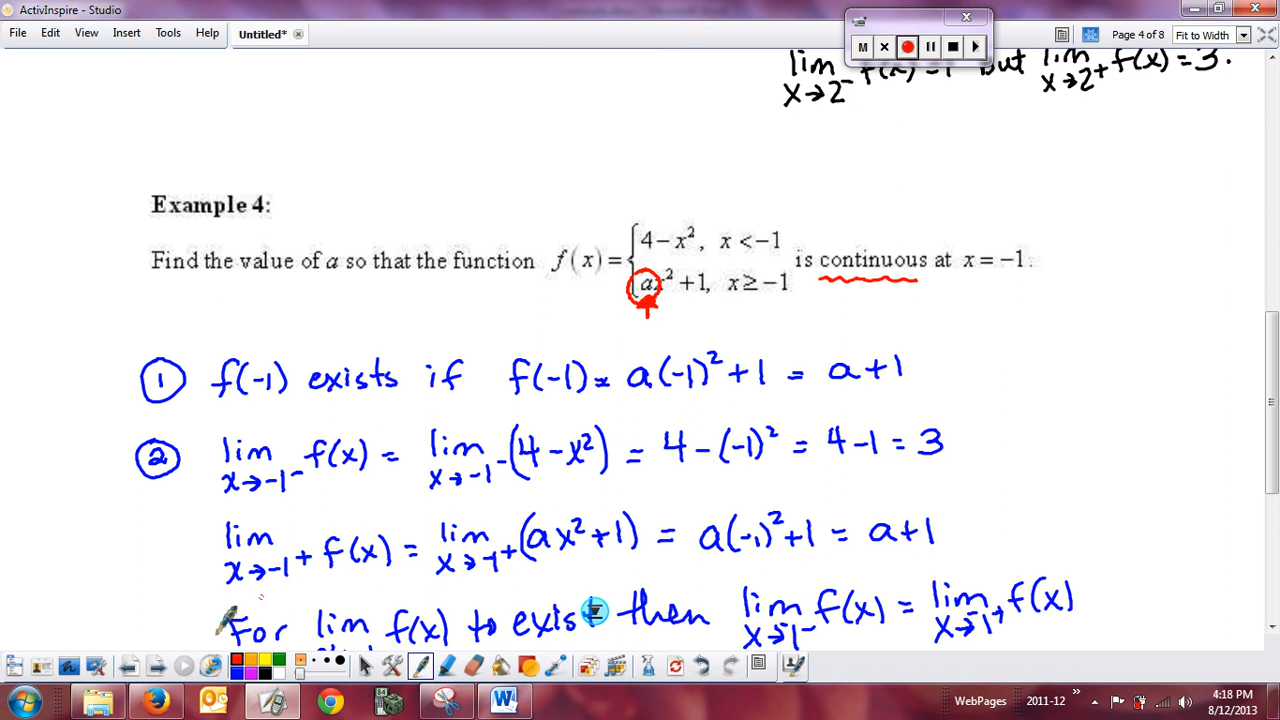 ActivInspire - Studio
File Edit View Insert Tools Help Untitled* Page 4 of 8 Fit to Width
M
lim x→2⁻ f(x) = 1 but lim x→2⁺ f(x) = 3.
Example 4:
Find the value of a so that the function f(x) = { 4 − x², x < −1
ax² + 1, x ≥ −1 is continuous at x = −1.
① f(-1) exists if f(-1) = a(-1)² + 1 = a+1
② lim x→-1⁻ f(x) = lim x→-1⁻ (4 − x²) = 4 − (-1)² = 4 − 1 = 3
lim x→-1⁺ f(x) = lim x→-1⁺ (ax² + 1) = a(-1)² + 1 = a+1
For lim f(x) to exist then lim x→-1⁻ f(x) = lim x→-1⁺ f(x)
WebPages 2011-12 » 4:18 PM
8/12/2013